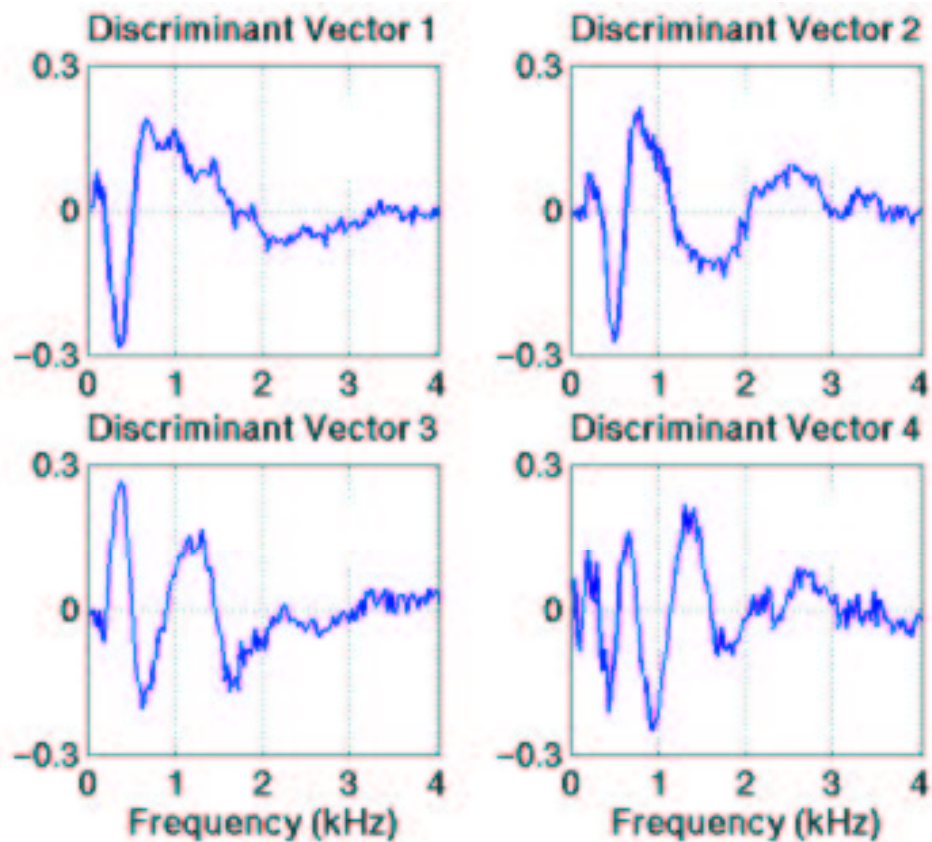 Discriminant Vector 1 Discriminant Vector 2
0.3 0.3
0 0
−0.3 −0.3
0 1 2 3 4 0 1 2 3 4
Discriminant Vector 3 Discriminant Vector 4
0.3 0.3
0 0
−0.3 −0.3
0 1 2 3 4 0 1 2 3 4
Frequency (kHz) Frequency (kHz)